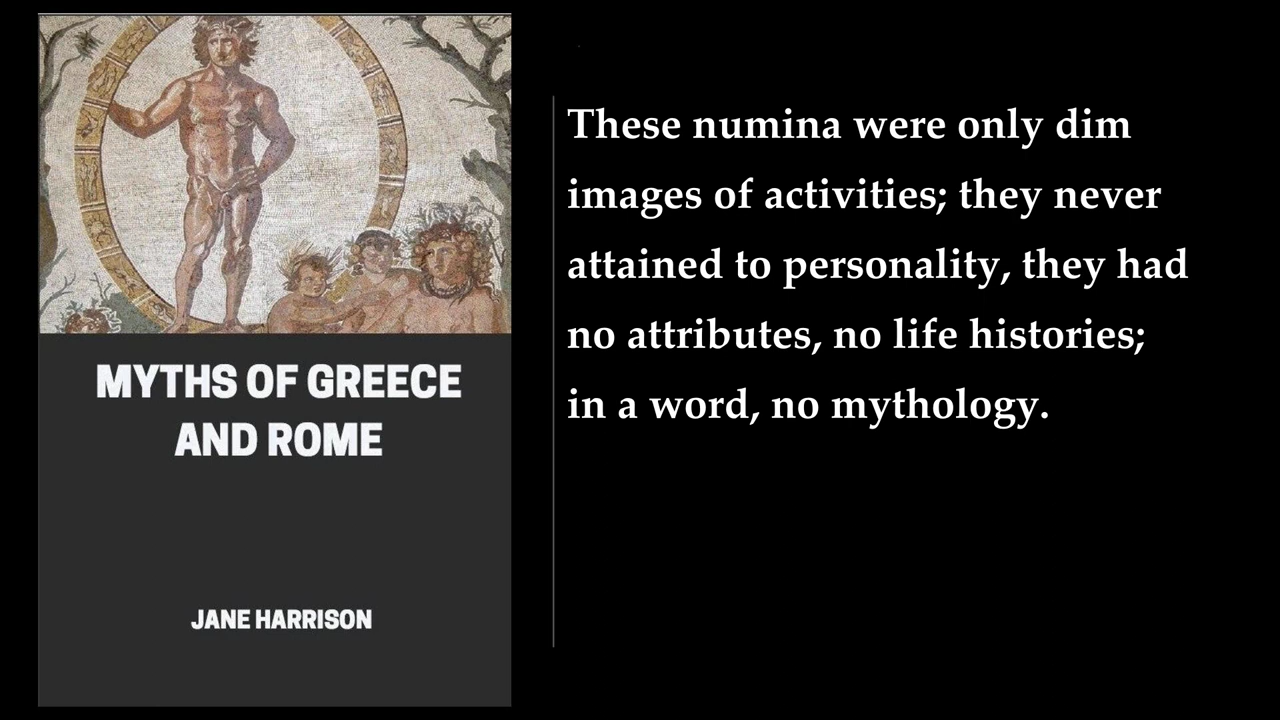 MYTHS OF GREECE
AND ROME
JANE HARRISON
These numina were only dim
images of activities; they never
attained to personality, they had
no attributes, no life histories;
in a word, no mythology.